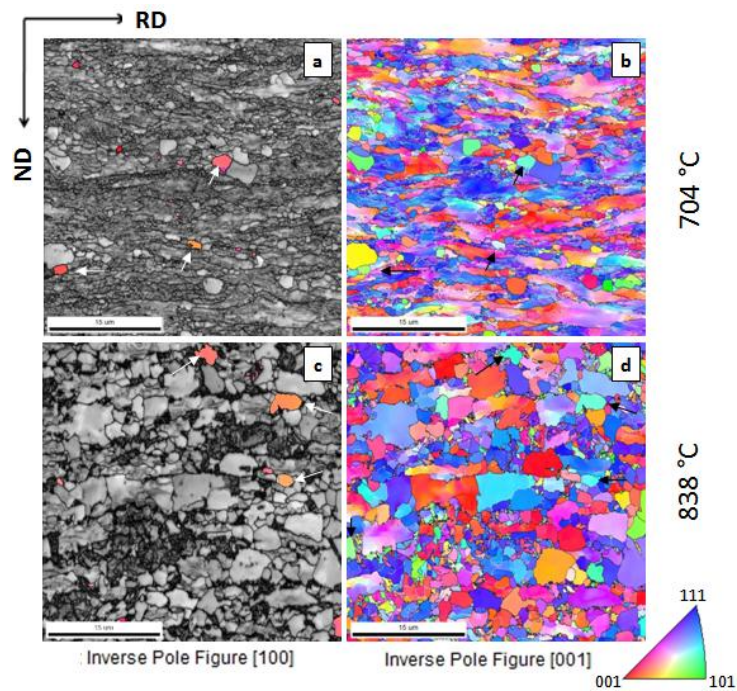 RD
ND
a
b
704 °C
15 um
15 um
c
d
838 °C
15 um
15 um
: Inverse Pole Figure [100]
Inverse Pole Figure [001]
111
001
101